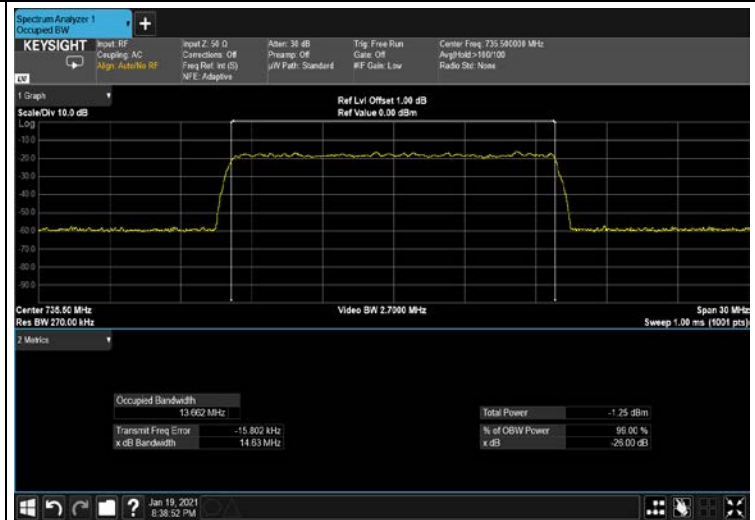 Spectrum Analyzer 1
Occupied BW
+
KEYSIGHT
Input: RF
Coupling: AC
Align: Auto/No RF
Input Z: 50 Ω
Corrections: Off
Freq Ref: Int (S)
NFE: Adaptive
Atten: 30 dB
Preamp: Off
µW Path: Standard
Trig: Free Run
Gate: Off
#IF Gain: Low
Center Freq: 735.500000 MHz
Avg|Hold:>100/100
Radio Std: None
1 Graph
Scale/Div 10.0 dB
Ref Lvl Offset 1.00 dB
Ref Value 0.00 dBm
Log
-10.0
-20.0
-30.0
-40.0
-50.0
-60.0
-70.0
-80.0
-90.0
Center 735.50 MHz
Res BW 270.00 kHz
Video BW 2.7000 MHz
Span 30 MHz
Sweep 1.00 ms (1001 pts)
2 Metrics
Occupied Bandwidth
13.662 MHz
Transmit Freq Error -15.802 kHz
x dB Bandwidth 14.63 MHz
Total Power -1.25 dBm
% of OBW Power 99.00 %
x dB -26.00 dB
?
Jan 19, 2021
8:38:52 PM